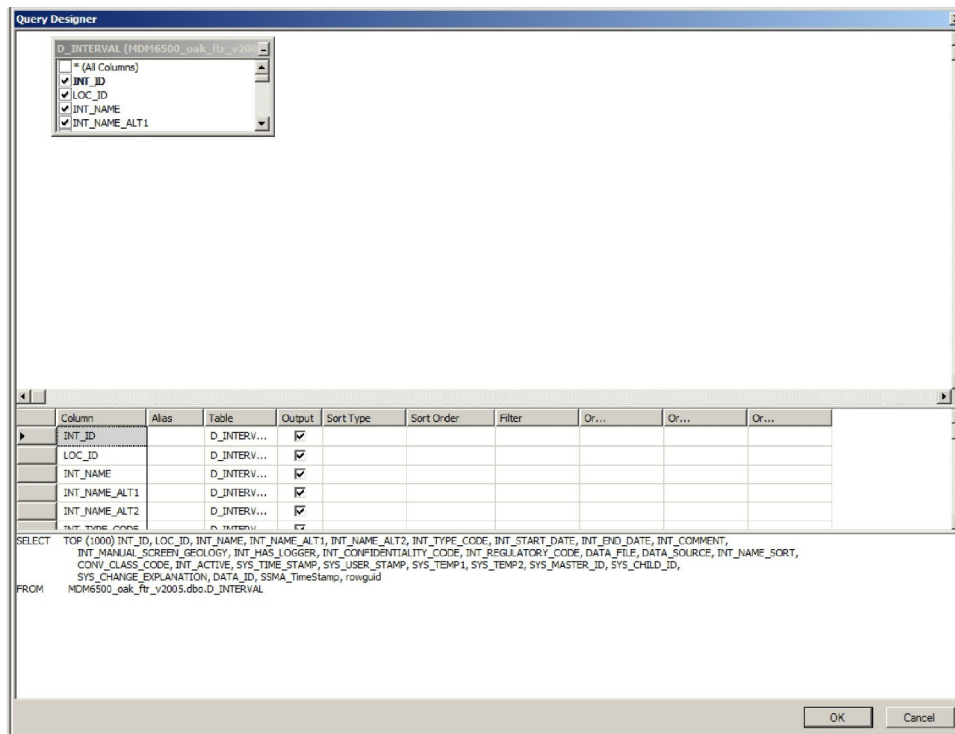 Query Designer
D_INTERVAL (MDM6500_oak_ftr_v200
* (All Columns)
INT_ID
LOC_ID
INT_NAME
INT_NAME_ALT1
Column Alias Table Output Sort Type Sort Order Filter Or... Or... Or...
INT_ID D_INTERV...
LOC_ID D_INTERV...
INT_NAME D_INTERV...
INT_NAME_ALT1 D_INTERV...
INT_NAME_ALT2 D_INTERV...
INT_TYPE_CODE D_INTERV...
SELECT TOP (1000) INT_ID, LOC_ID, INT_NAME, INT_NAME_ALT1, INT_NAME_ALT2, INT_TYPE_CODE, INT_START_DATE, INT_END_DATE, INT_COMMENT,
INT_MANUAL_SCREEN_GEOLOGY, INT_HAS_LOGGER, INT_CONFIDENTIALITY_CODE, INT_REGULATORY_CODE, DATA_FILE, DATA_SOURCE, INT_NAME_SORT,
CONV_CLASS_CODE, INT_ACTIVE, SYS_TIME_STAMP, SYS_USER_STAMP, SYS_TEMP1, SYS_TEMP2, SYS_MASTER_ID, SYS_CHILD_ID,
SYS_CHANGE_EXPLANATION, DATA_ID, SSMA_TimeStamp, rowguid
FROM MDM6500_oak_ftr_v2005.dbo.D_INTERVAL
OK Cancel